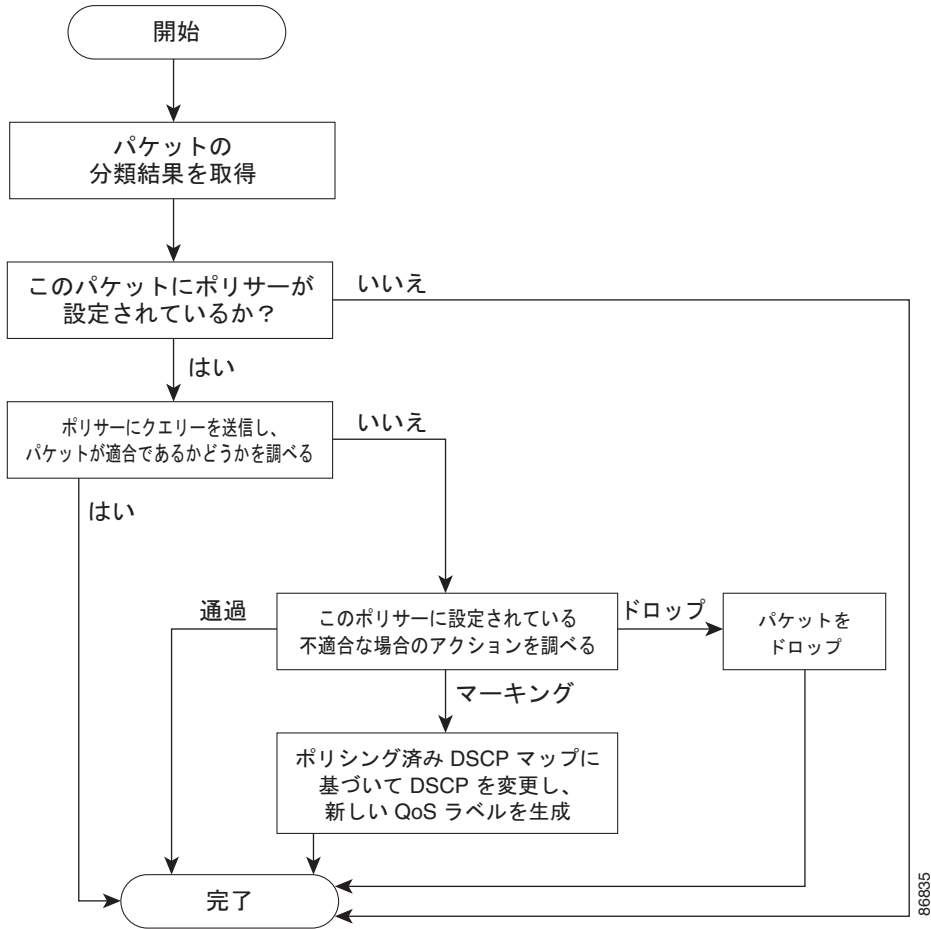 開始
パケットの
分類結果を取得
このパケットにポリサーが
設定されているか？
いいえ
はい
ポリサーにクエリーを送信し、
パケットが適合であるかどうかを調べる
いいえ
はい
通過
このポリサーに設定されている
不適合な場合のアクションを調べる
ドロップ
パケットを
ドロップ
マーキング
ポリシング済み DSCP マップに
基づいて DSCP を変更し、
新しい QoS ラベルを生成
完了
86835